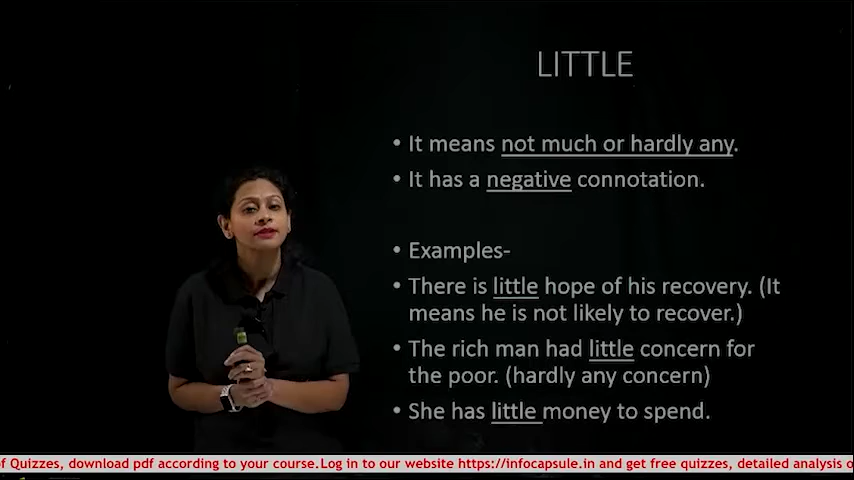 LITTLE
• It means not much or hardly any.
• It has a negative connotation.
• Examples-
• There is little hope of his recovery. (It
means he is not likely to recover.)
• The rich man had little concern for
the poor. (hardly any concern)
• She has little money to spend.
f Quizzes, download pdf according to your course.Log in to our website https://infocapsule.in and get free quizzes, detailed analysis o